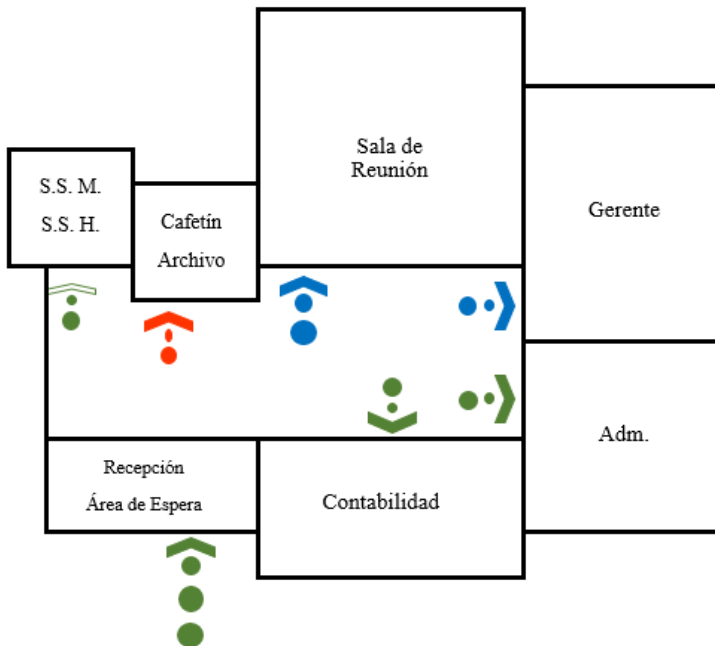 Sala de
Reunión
S.S. M.
S.S. H.
Cafetín
Archivo
Gerente
Adm.
Recepción
Área de Espera
Contabilidad